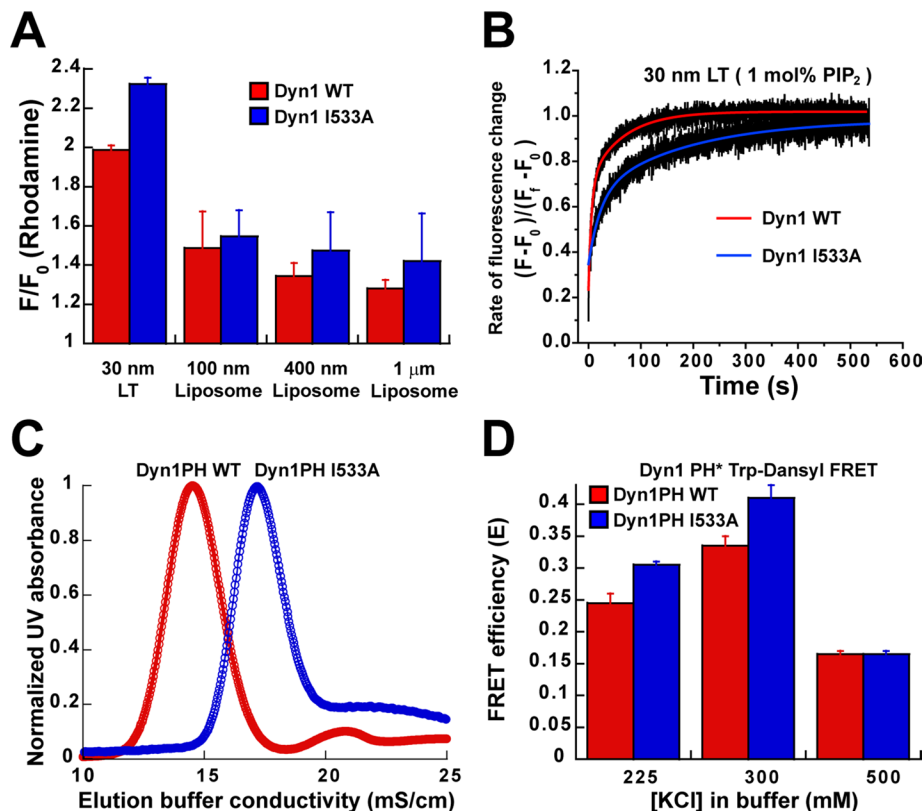 A
F/F0 (Rhodamine)
2.4
2.2
2
1.8
1.6
1.4
1.2
1
Dyn1 WT
Dyn1 I533A
30 nm
LT
100 nm
Liposome
400 nm
Liposome
1 μm
Liposome
B
Rate of fluorescence change
(F-F0)/(Ff -F0)
1.2
1.0
0.8
0.6
0.4
0.2
0.0
30 nm LT ( 1 mol% PIP2 )
Dyn1 WT
Dyn1 I533A
0 100 200 300 400 500 600
Time (s)
C
Dyn1PH WT Dyn1PH I533A
Normalized UV absorbance
1
0.8
0.6
0.4
0.2
0
10 15 20 25
Elution buffer conductivity (mS/cm)
D
Dyn1 PH* Trp-Dansyl FRET
FRET efficiency (E)
0.4
0.35
0.3
0.25
0.2
0.15
0.1
0.05
0
Dyn1PH WT
Dyn1PH I533A
225 300 500
[KCl] in buffer (mM)